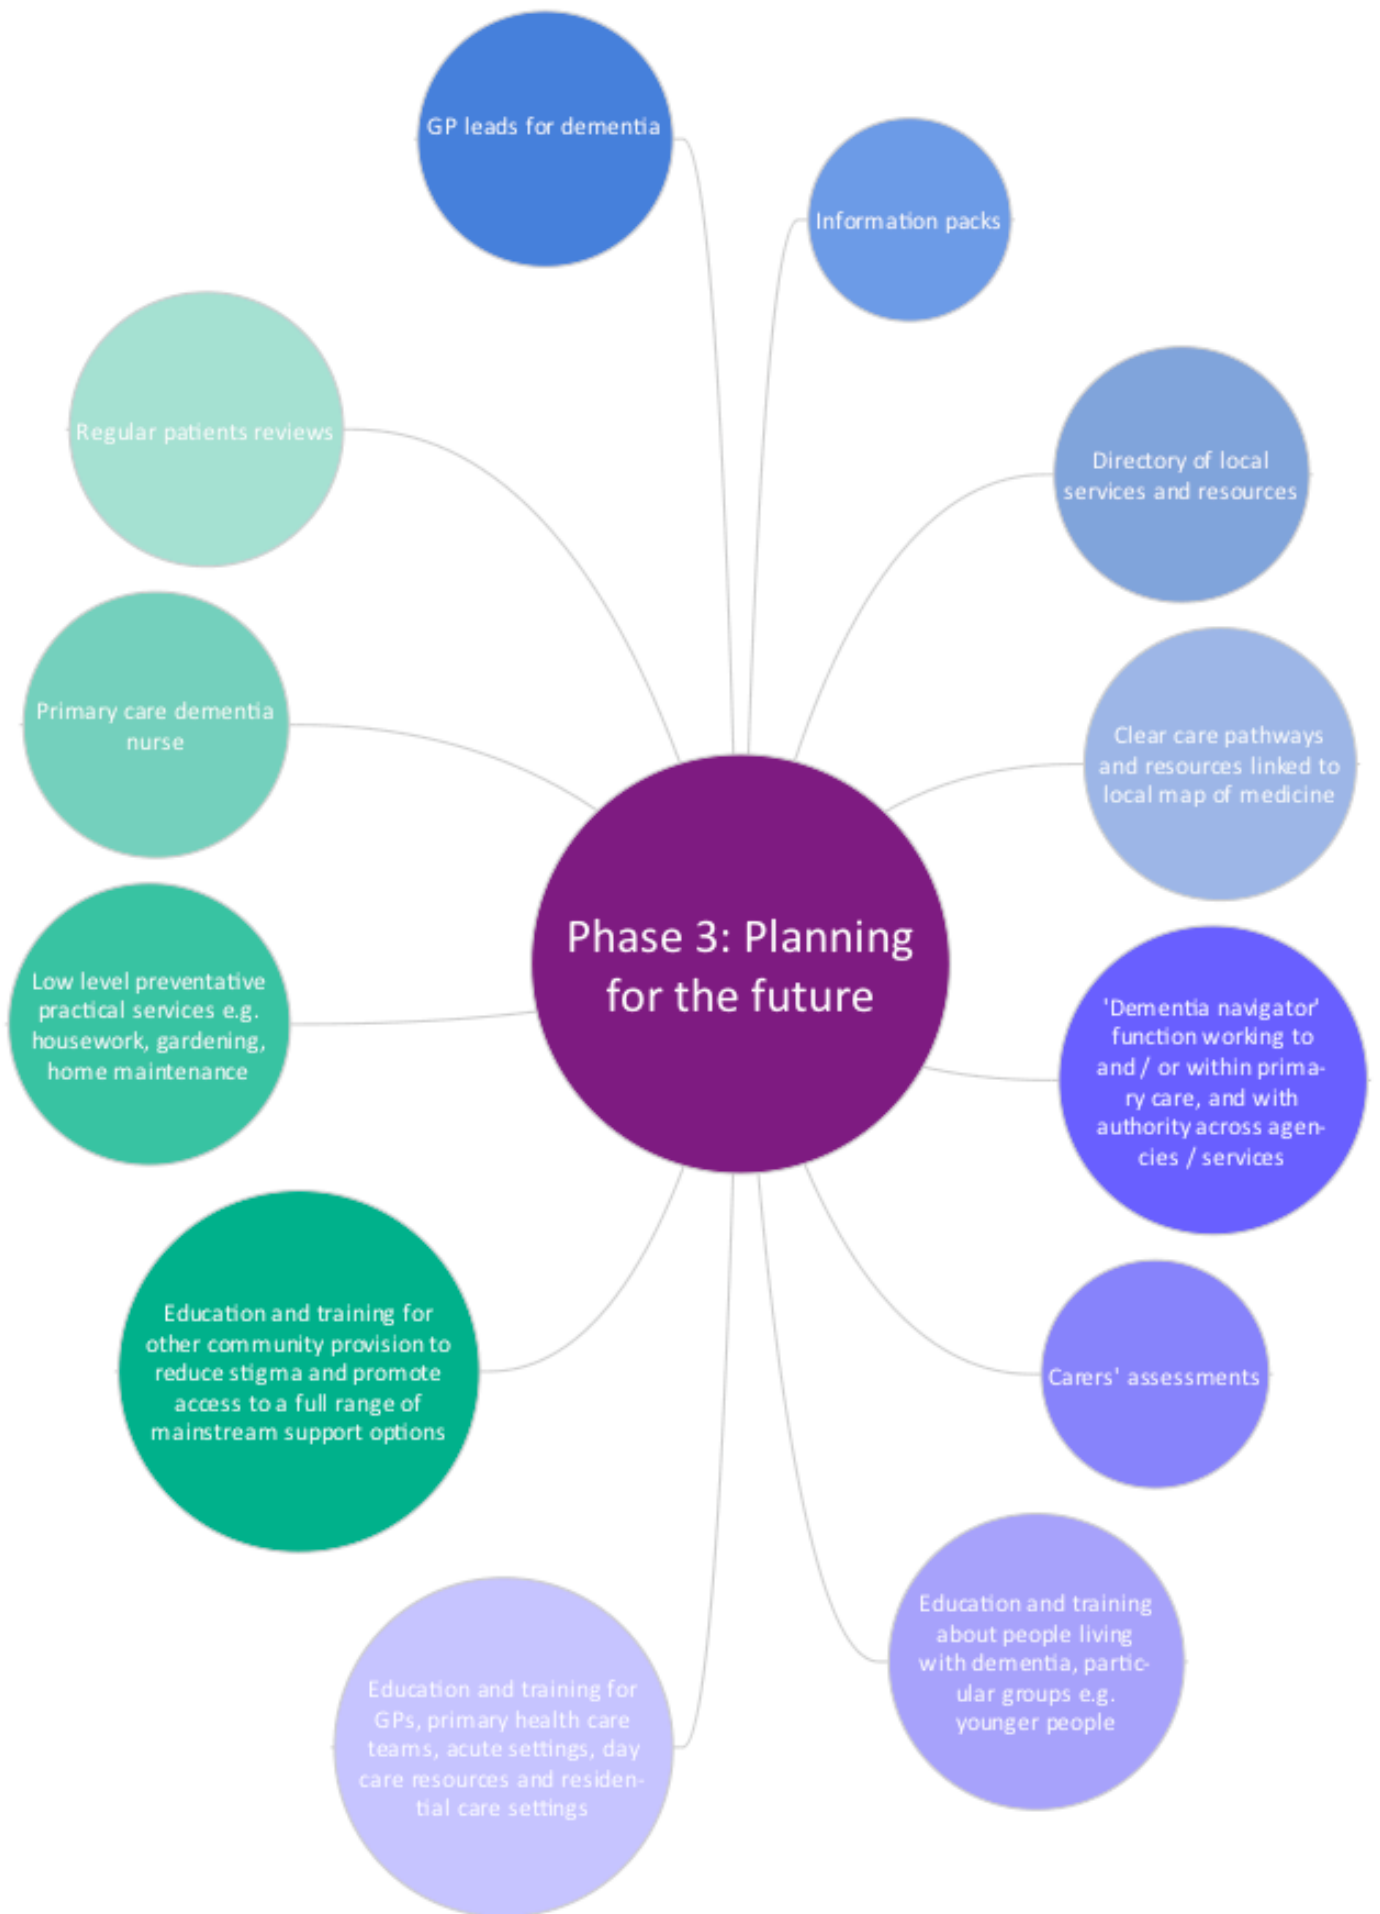 GP leads for dementia
Information packs
Regular patients reviews
Directory of local
services and resources
Primary care dementia
nurse
Clear care pathways
and resources linked to
local map of medicine
Phase 3: Planning
for the future
Low level preventative
practical services e.g.
housework, gardening,
home maintenance
'Dementia navigator'
function working to
and / or within prima-
ry care, and with
authority across agen-
cies / services
Education and training for
other community provision to
reduce stigma and promote
access to a full range of
mainstream support options
Carers' assessments
Education and training
about people living
with dementia, partic-
ular groups e.g.
younger people
Education and training for
GPs, primary health care
teams, acute settings, day
care resources and residen-
tial care settings